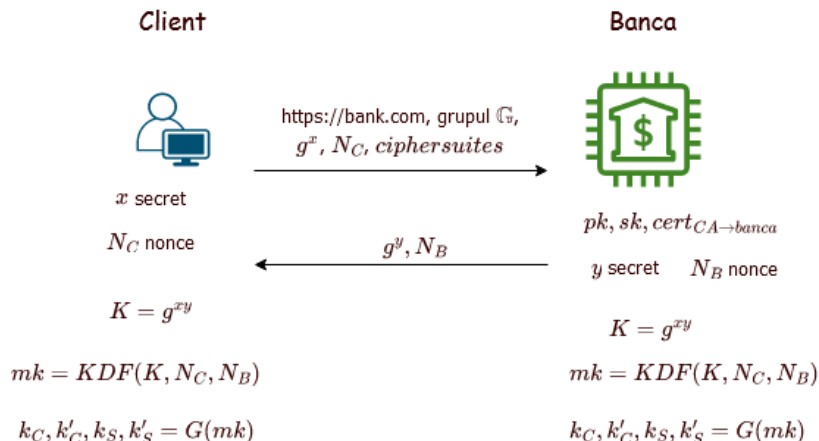 Client
Banca
https://bank.com, grupul 𝔾,
g^x, N_C, ciphersuites
$
x secret
N_C nonce
pk, sk, cert_{CA→banca}
g^y, N_B
y secret N_B nonce
K = g^{xy}
K = g^{xy}
mk = KDF(K, N_C, N_B)
mk = KDF(K, N_C, N_B)
k_C, k'_C, k_S, k'_S = G(mk)
k_C, k'_C, k_S, k'_S = G(mk)